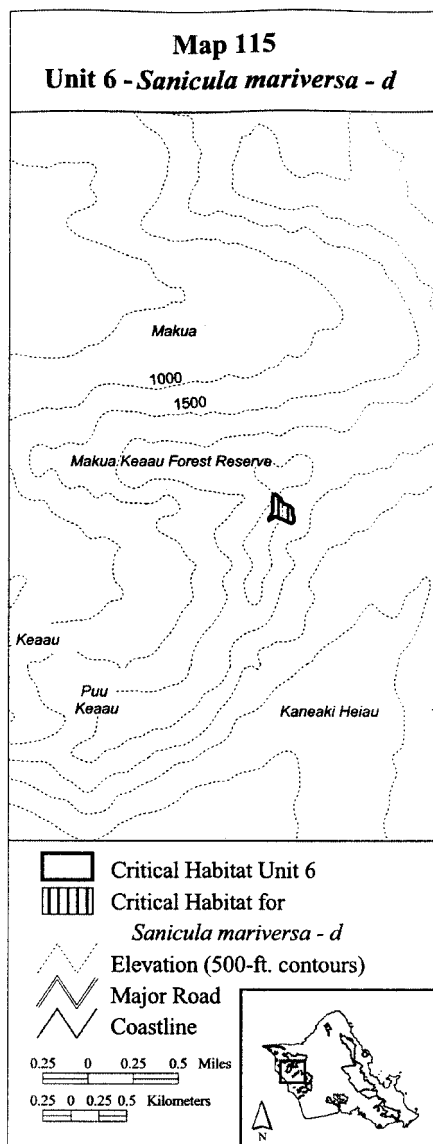 Map 115
Unit 6 - Sanicula mariversa - d
Makua
1000
1500
Makua Keaau Forest Reserve
Keaau
Puu
Keaau
Kaneaki Heiau
Critical Habitat Unit 6
Critical Habitat for
Sanicula mariversa - d
Elevation (500-ft. contours)
Major Road
Coastline
0.25 0 0.25 0.5 Miles
0.25 0 0.25 0.5 Kilometers
N